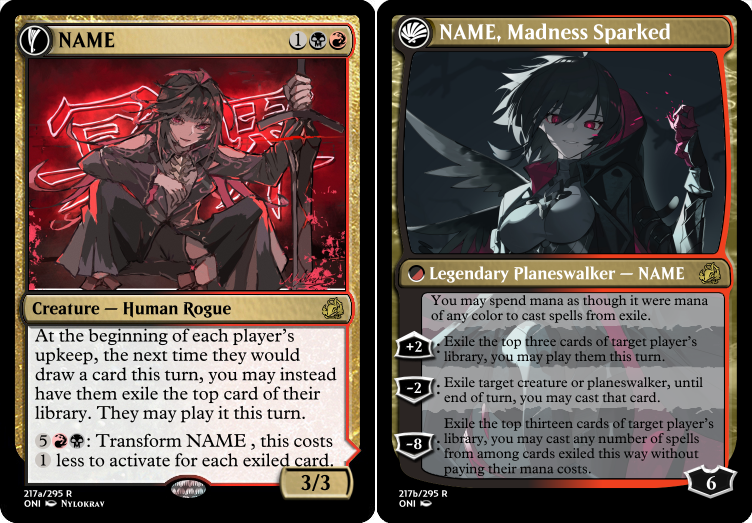 NAME 1
At the beginning of each player's
upkeep, the next time they would
draw a card this turn, you may instead
have them exile the top card of their
library. They may play it this turn.
5 : Transform NAME , this costs
1 less to activate for each exiled card.
Creature — Human Rogue
3/3
217a/295 R
ONI NYLOKRAV
NAME, Madness Sparked
Legendary Planeswalker — NAME
You may spend mana as though it were mana
of any color to cast spells from exile.
+2 : Exile the top three cards of target player's
library, you may play them this turn.
-2 : Exile target creature or planeswalker, until
end of turn, you may cast that card.
-8 : Exile the top thirteen cards of target player's
library, you may cast any number of spells
from among cards exiled this way without
paying their mana costs.
6
217b/295 R
ONI